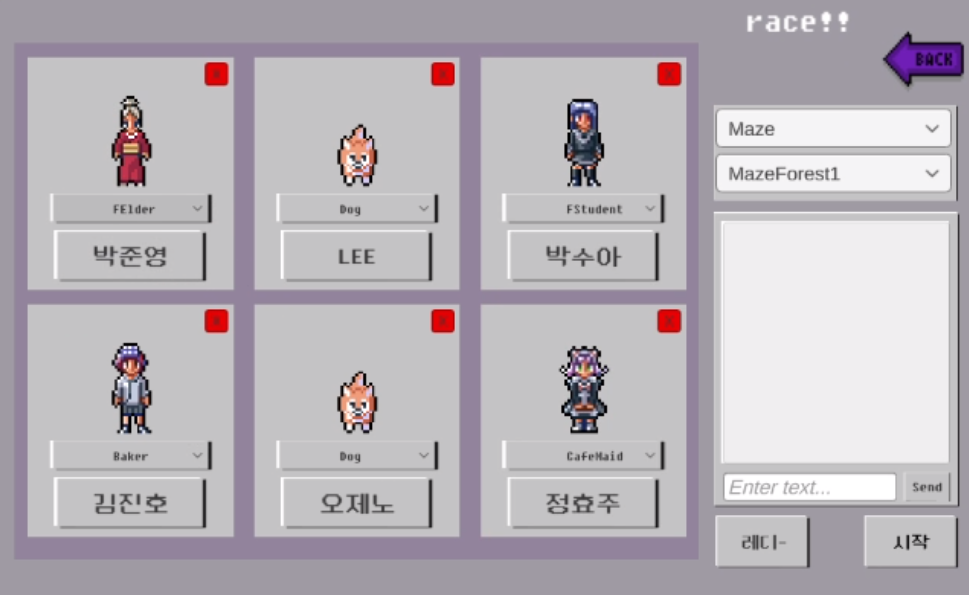 race!!
BACK
FElder
박준영
Dog
LEE
FStudent
박수아
Baker
김진호
Dog
오제노
CafeMaid
정효주
Maze
MazeForest1
Enter text...
Send
레디-
시작